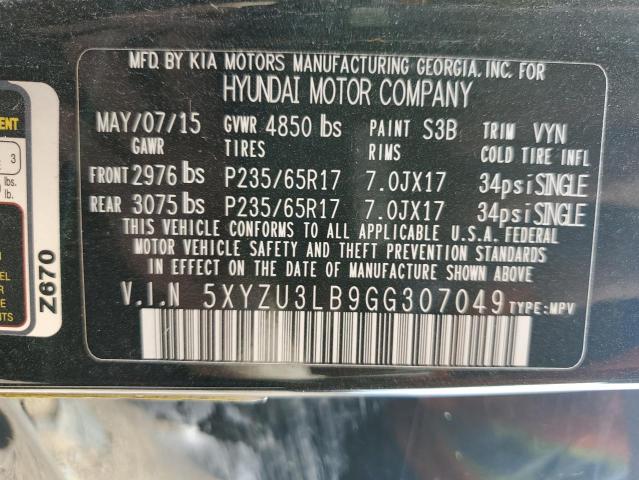 MFD. BY KIA MOTORS MANUFACTURING GEORGIA, INC. FOR
HYUNDAI MOTOR COMPANY
MAY/07/15 GVWR 4850 lbs PAINT S3B TRIM VYN
GAWR TIRES RIMS COLD TIRE INFL
FRONT 2976 lbs P235/65R17 7.0JX17 34psi SINGLE
REAR 3075 lbs P235/65R17 7.0JX17 34psi SINGLE
THIS VEHICLE CONFORMS TO ALL APPLICABLE U.S.A. FEDERAL
MOTOR VEHICLE SAFETY AND THEFT PREVENTION STANDARDS
IN EFFECT ON THE DATE OF MANUFACTURE SHOWN ABOVE.
V.I.N 5XYZU3LB9GG307049 TYPE:MPV
Z670
3
lbs.